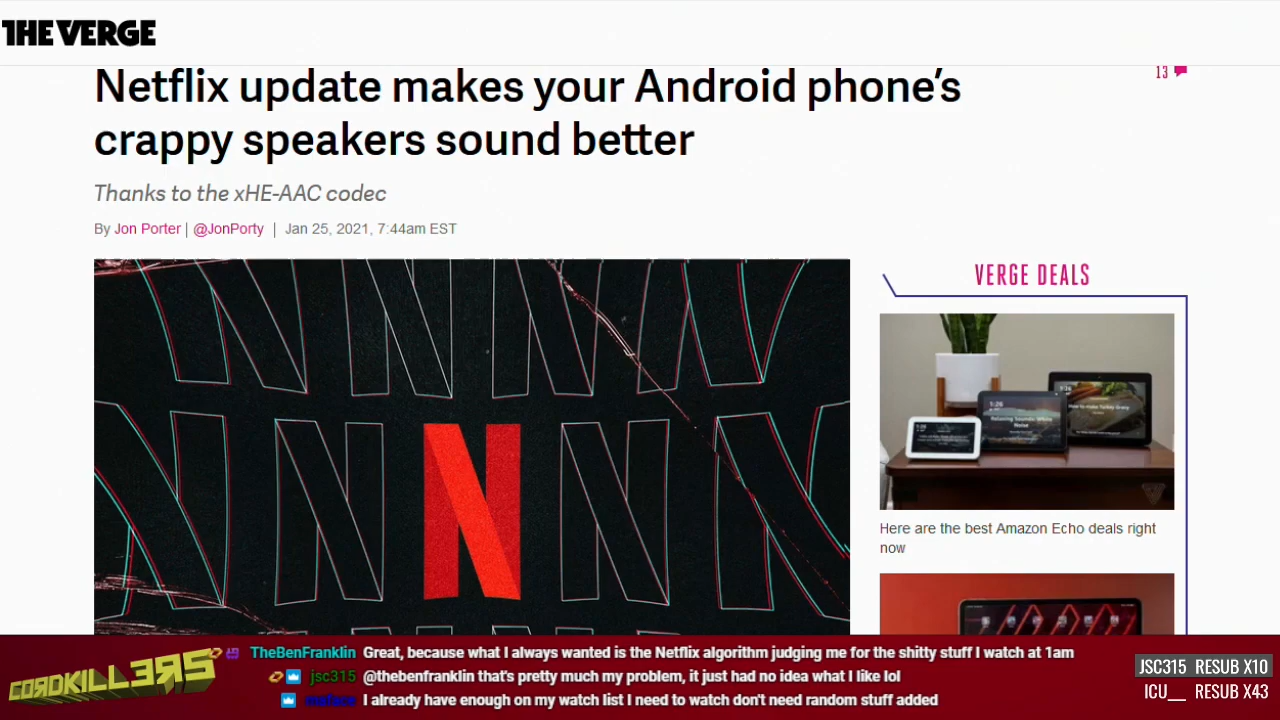 THE VERGE
Netflix update makes your Android phone's
crappy speakers sound better
13
Thanks to the xHE-AAC codec
By Jon Porter | @JonPorty | Jan 25, 2021, 7:44am EST
VERGE DEALS
Here are the best Amazon Echo deals right
now
CORDKILL3RS
TheBenFranklin Great, because what I always wanted is the Netflix algorithm judging me for the shitty stuff I watch at 1am
jsc315 @thebenfranklin that's pretty much my problem, it just had no idea what I like lol
I already have enough on my watch list I need to watch don't need random stuff added
JSC315 RESUB X10
ICU__ RESUB X43